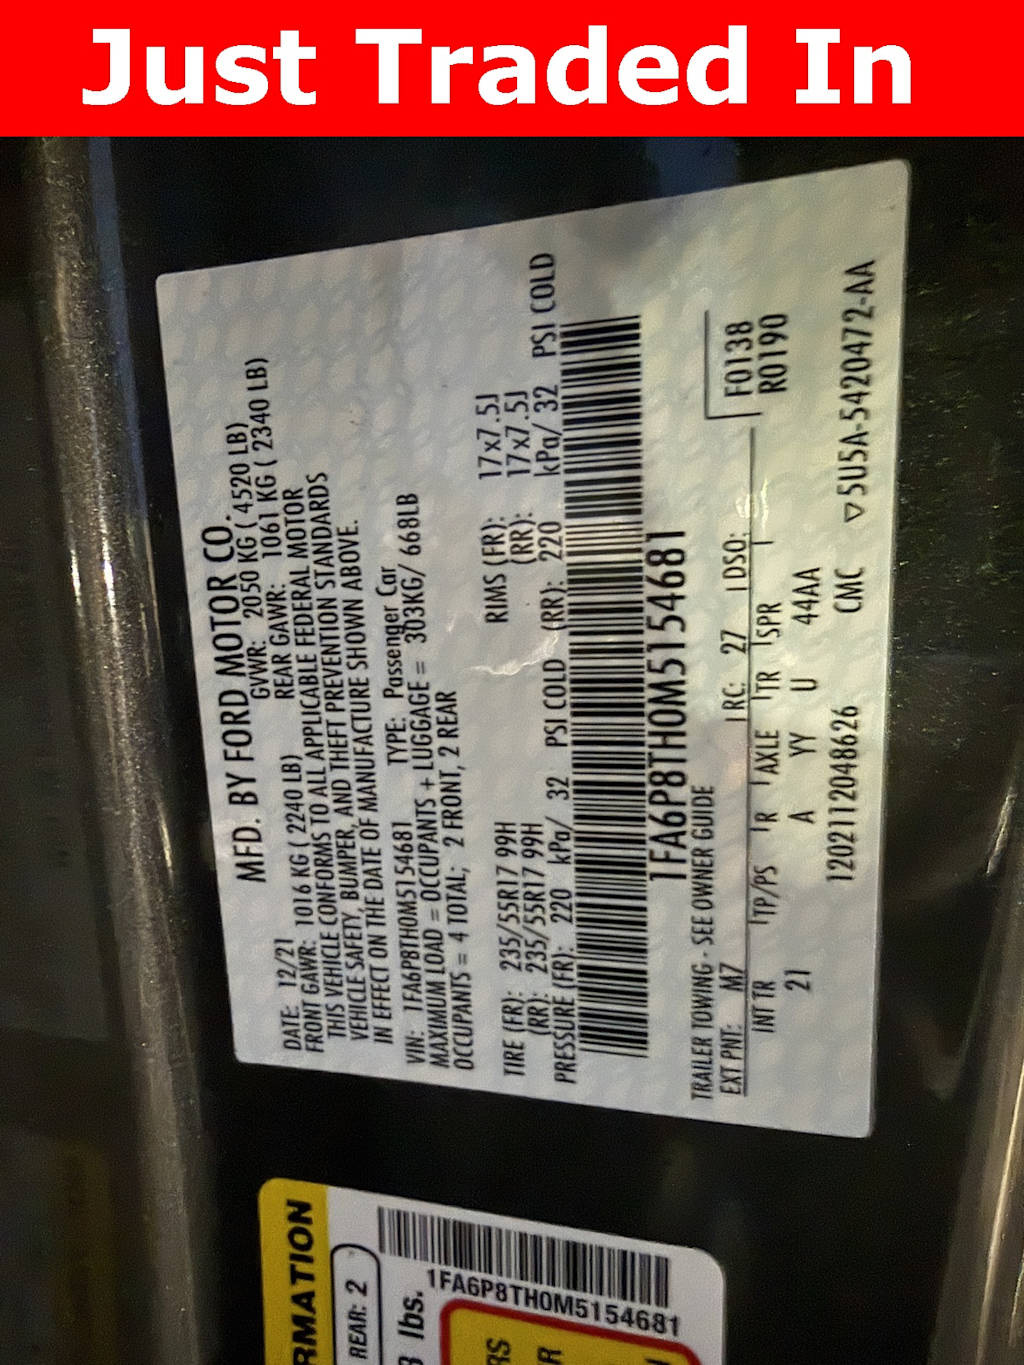 Just Traded In
MFD. BY FORD MOTOR CO.
DATE: 12/21 GVWR: 2050 KG ( 4520 LB)
FRONT GAWR: 1016 KG ( 2240 LB) REAR GAWR: 1061 KG ( 2340 LB)
THIS VEHICLE CONFORMS TO ALL APPLICABLE FEDERAL MOTOR
VEHICLE SAFETY, BUMPER, AND THEFT PREVENTION STANDARDS
IN EFFECT ON THE DATE OF MANUFACTURE SHOWN ABOVE.
VIN: 1FA6P8TH0M5154681 TYPE: Passenger Car
MAXIMUM LOAD = OCCUPANTS + LUGGAGE = 303KG/ 668LB
OCCUPANTS = 4 TOTAL; 2 FRONT, 2 REAR
TIRE (FR): 235/55R17 99H RIMS (FR): 17x7.5J
(RR): 235/55R17 99H (RR): 17x7.5J
PRESSURE (FR): 220 kPa/ 32 PSI COLD (RR): 220 kPa/ 32 PSI COLD
1FA6P8TH0M5154681
TRAILER TOWING - SEE OWNER GUIDE
F0138
R0190
EXT PNT: M7 RC: 27 DSO:
INT TR TP/PS R AXLE TR SPR
21 A YY U 44AA
1202112048626 CMC ▽5U5A-5420472-AA
RMATION
REAR: 2
lbs.
1FA6P8TH0M5154681
RS
R